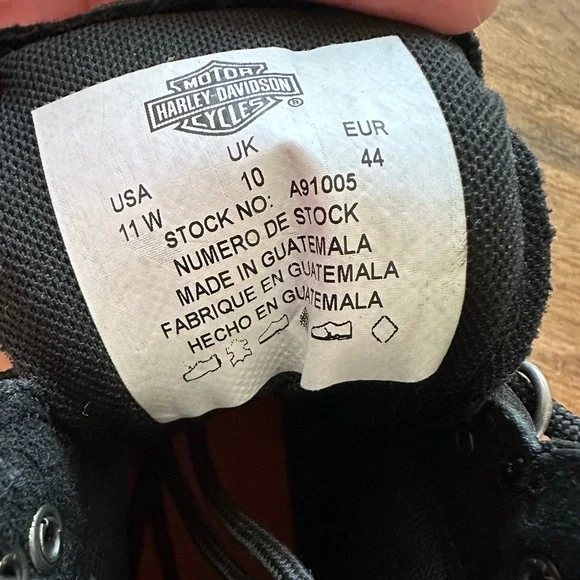 MOTOR
HARLEY-DAVIDSON
CYCLES ®
USA UK EUR
11 W 10 44
STOCK NO: A91005
NUMERO DE STOCK
MADE IN GUATEMALA
FABRIQUE EN GUATEMALA
HECHO EN GUATEMALA